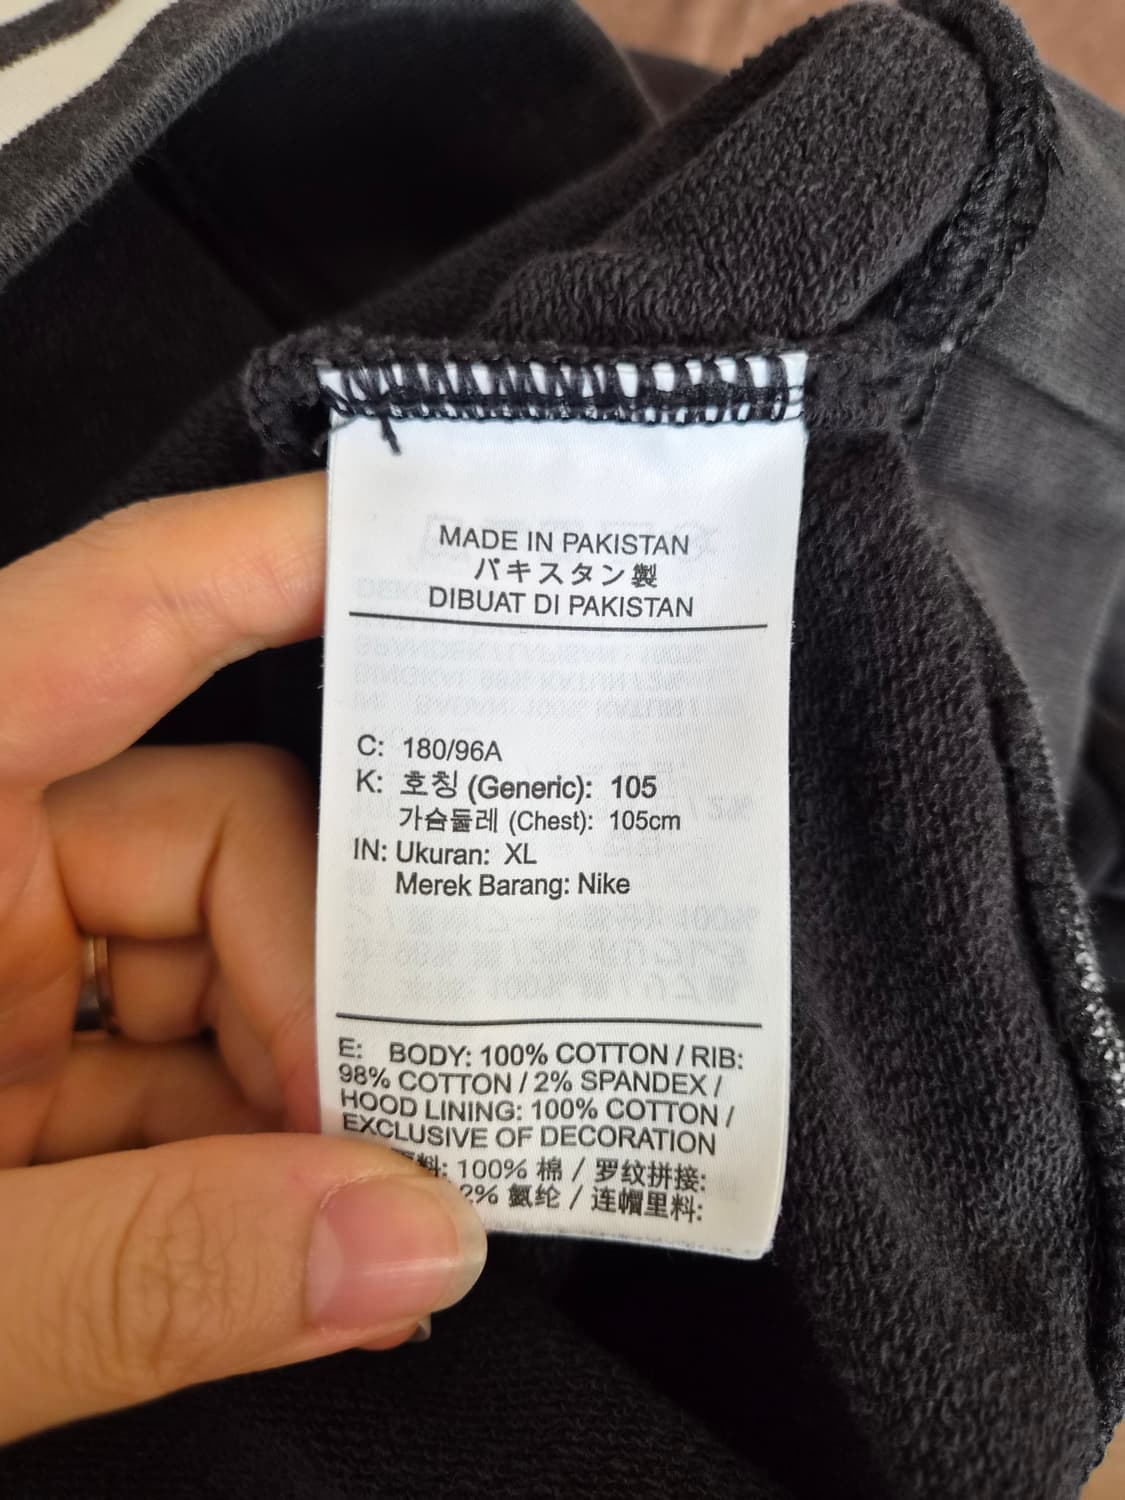 MADE IN PAKISTAN
パキスタン製
DIBUAT DI PAKISTAN
C: 180/96A
K: 호칭 (Generic): 105
가슴둘레 (Chest): 105cm
IN: Ukuran: XL
Merek Barang: Nike
E: BODY: 100% COTTON / RIB:
98% COTTON / 2% SPANDEX /
HOOD LINING: 100% COTTON /
EXCLUSIVE OF DECORATION
料: 100% 棉 / 罗纹拼接:
2% 氨纶 / 连帽里料: